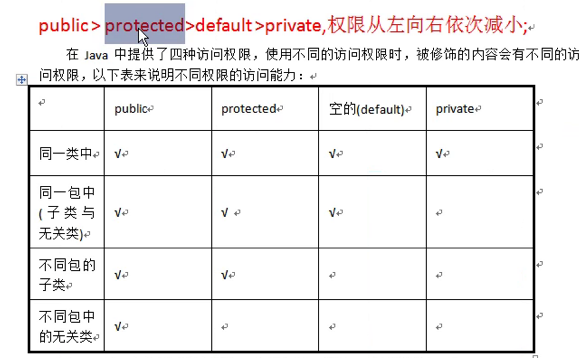 public> protected>default>private,权限从左向右依次减小;
在 Java 中提供了四种访问权限，使用不同的访问权限时，被修饰的内容会有不同的访
问权限，以下表来说明不同权限的访问能力：
public protected 空的(default) private
同一类中 √ √ √ √
同一包中
(子类与 √ √ √
无关类)
不同包的 √ √
子类
不同包中 √
的无关类